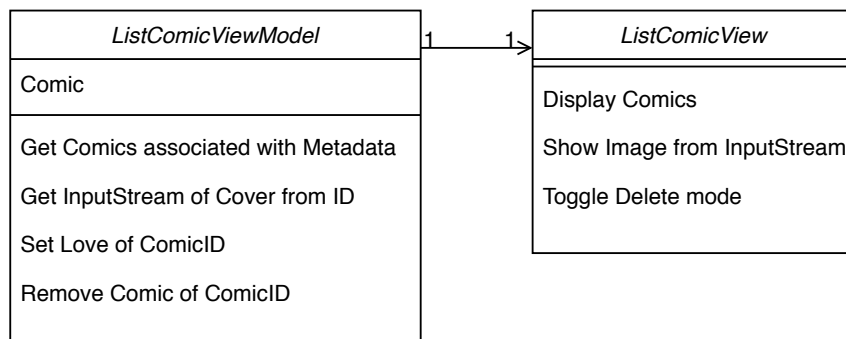 ListComicViewModel
Comic
Get Comics associated with Metadata
Get InputStream of Cover from ID
Set Love of ComicID
Remove Comic of ComicID
1 1
ListComicView
Display Comics
Show Image from InputStream
Toggle Delete mode